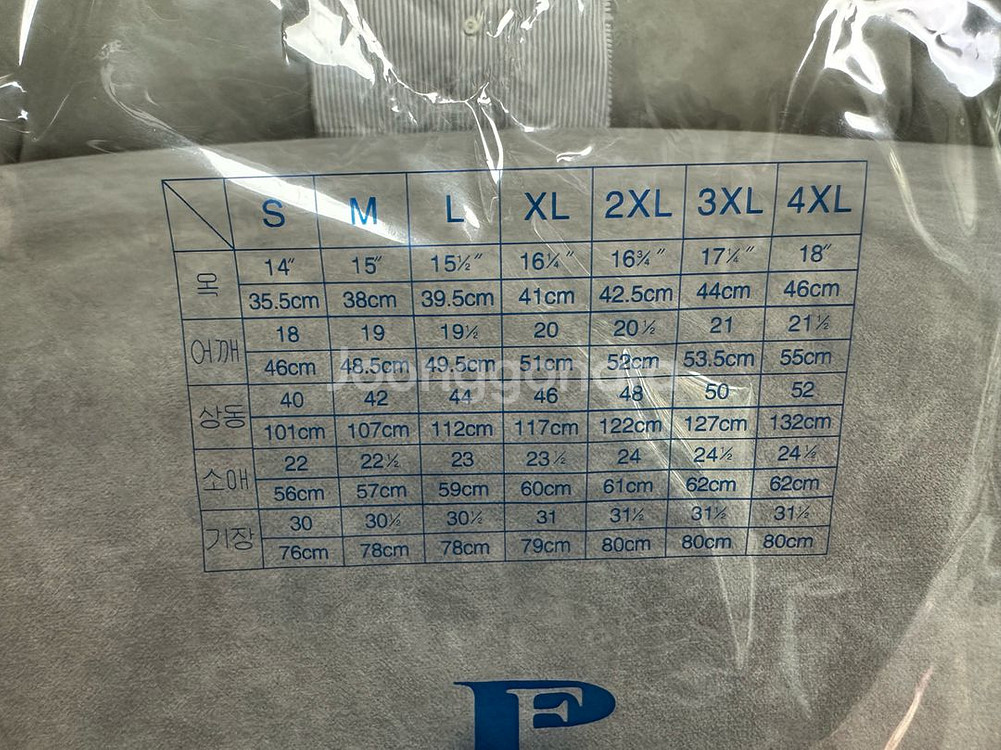 S M L XL 2XL 3XL 4XL
목 14" 15" 15½" 16¼" 16¾" 17¼" 18"
35.5cm 38cm 39.5cm 41cm 42.5cm 44cm 46cm
어깨 18 19 19½ 20 20½ 21 21½
46cm 48.5cm 49.5cm 51cm 52cm 53.5cm 55cm
상동 40 42 44 46 48 50 52
101cm 107cm 112cm 117cm 122cm 127cm 132cm
소애 22 22½ 23 23½ 24 24½ 24½
56cm 57cm 59cm 60cm 61cm 62cm 62cm
기장 30 30½ 30½ 31 31½ 31½ 31½
76cm 78cm 78cm 79cm 80cm 80cm 80cm